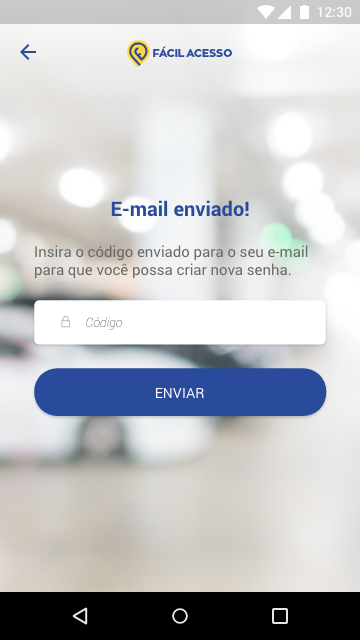 12:30
FÁCIL ACESSO
E-mail enviado!
Insira o código enviado para o seu e-mail
para que você possa criar nova senha.
Código
ENVIAR